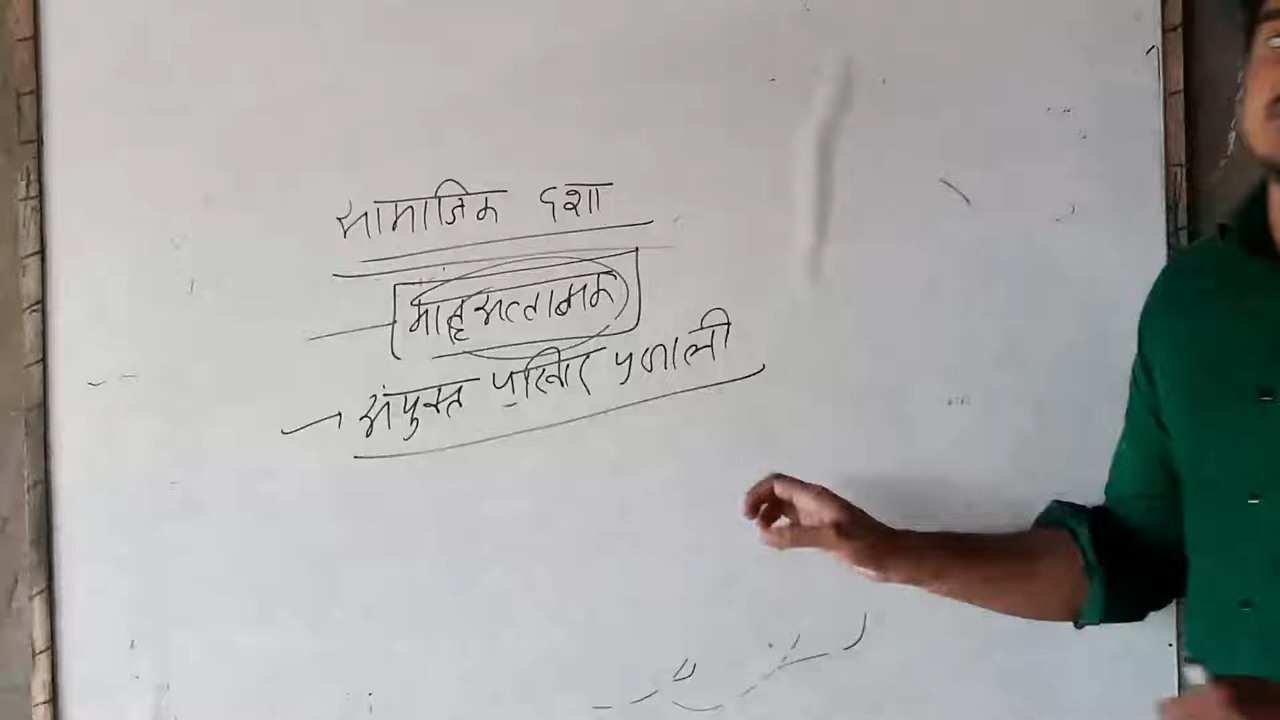 सामाजिक दशा
मातृसत्तात्मक
संयुक्त परिवार प्रणाली